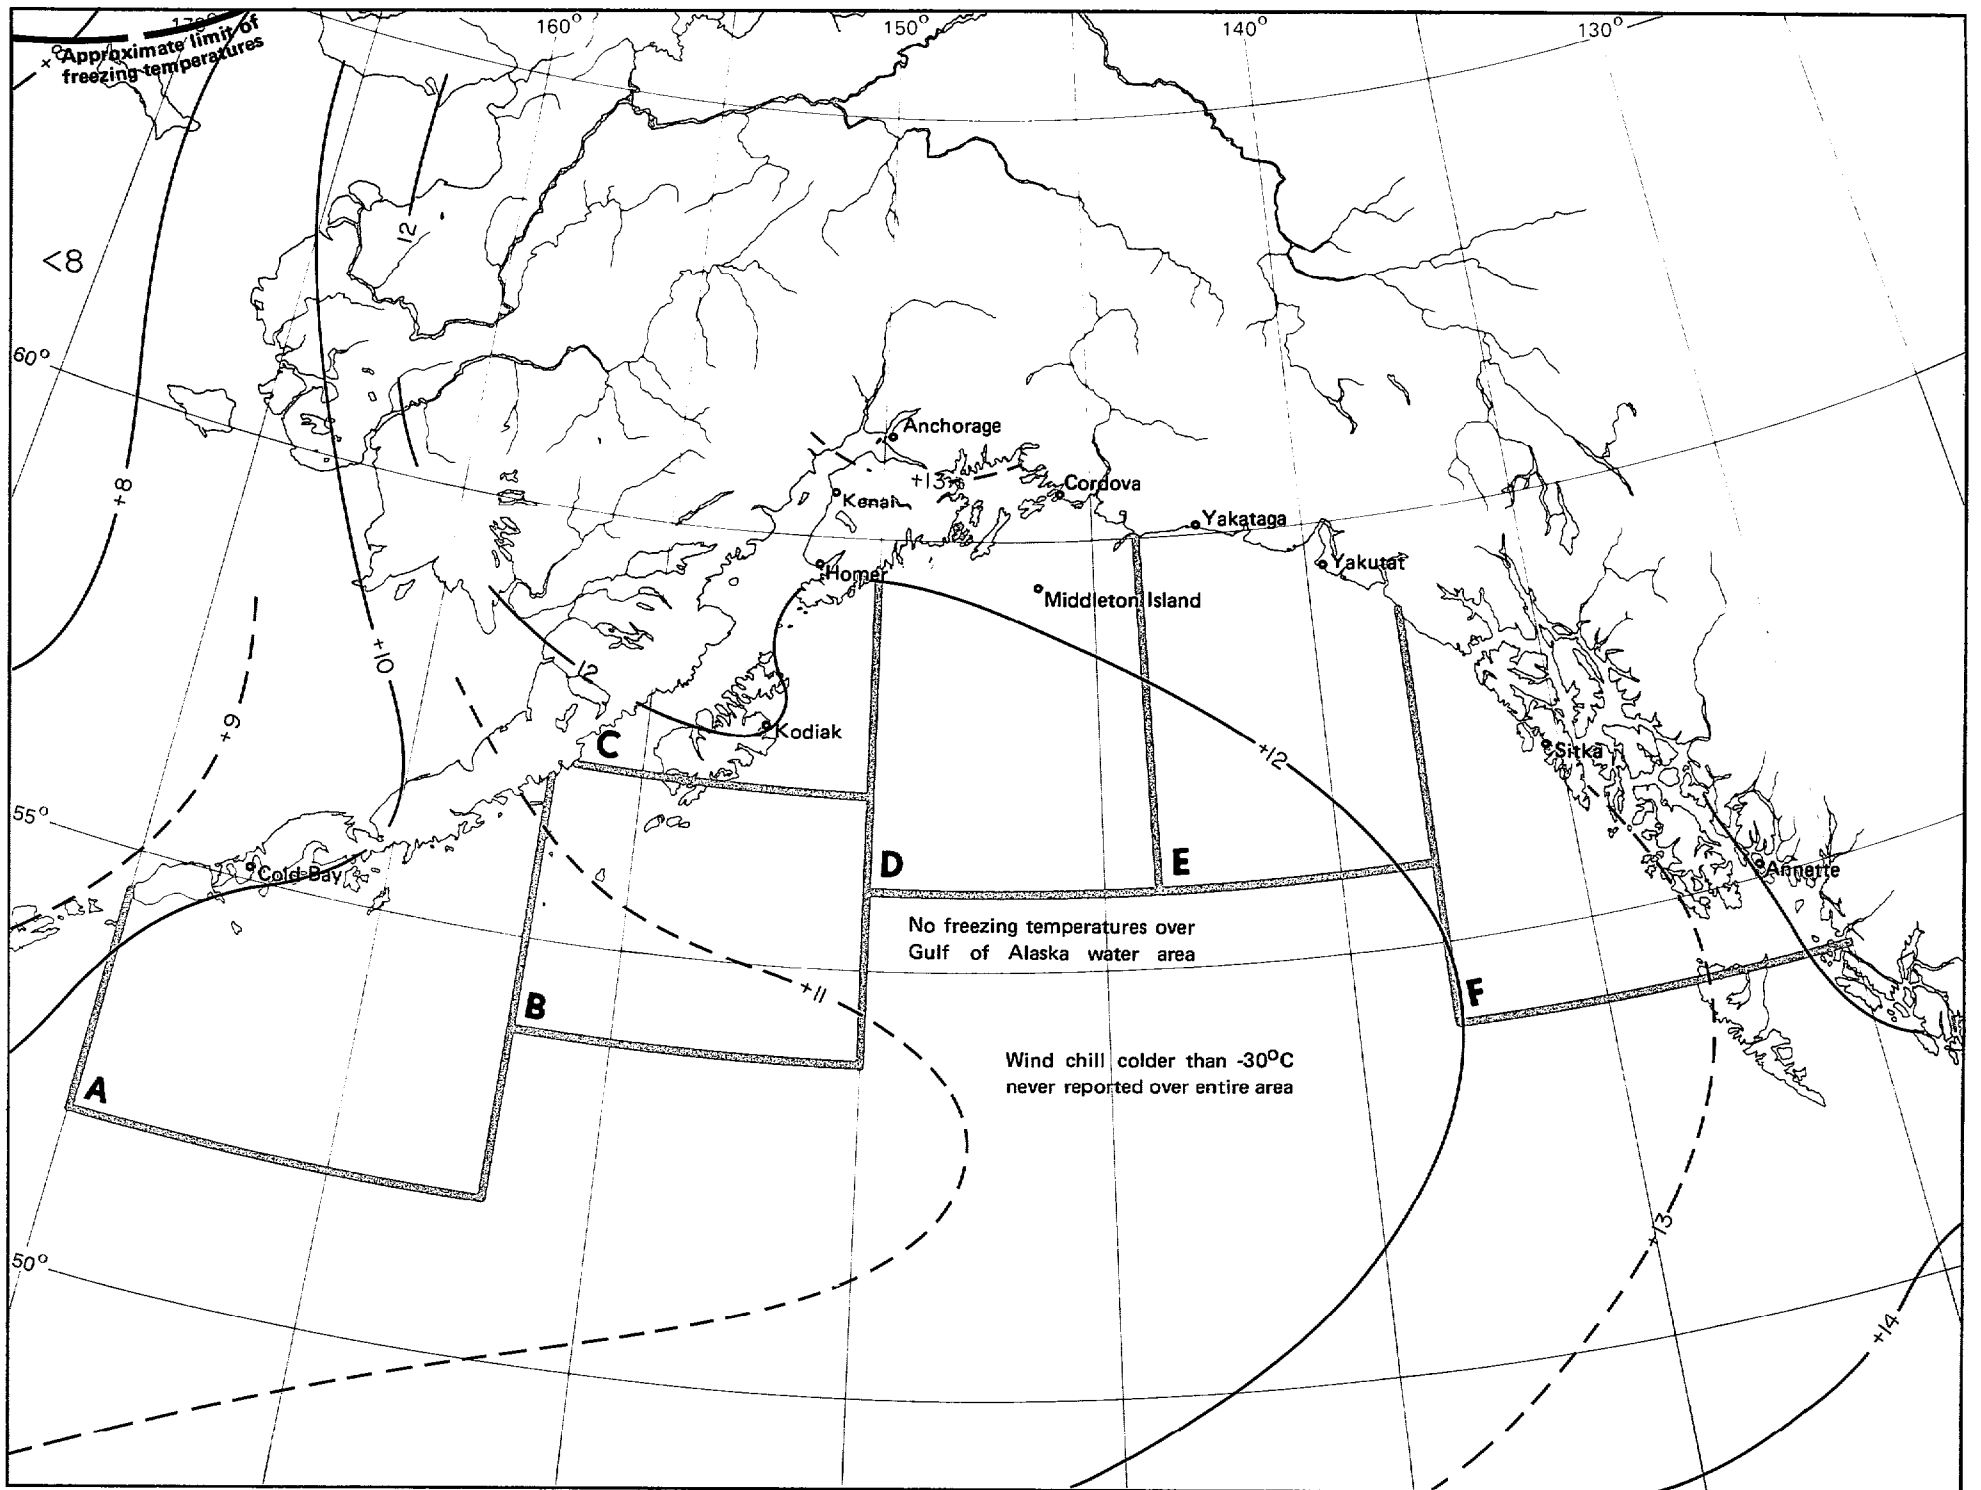 170°
160°
150°
140°
130°
Approximate limit of
freezing temperatures
12
<8
60°
+8
Anchorage
+13
Kenai
Cordova
Yakataga
Homer
Yakutat
Middleton Island
+10
12
+9
C
Kodiak
+12
Sitka
55°
Cold Bay
D
E
Annette
No freezing temperatures over
Gulf of Alaska water area
+11
B
F
Wind chill colder than -30°C
never reported over entire area
A
+13
50°
+14